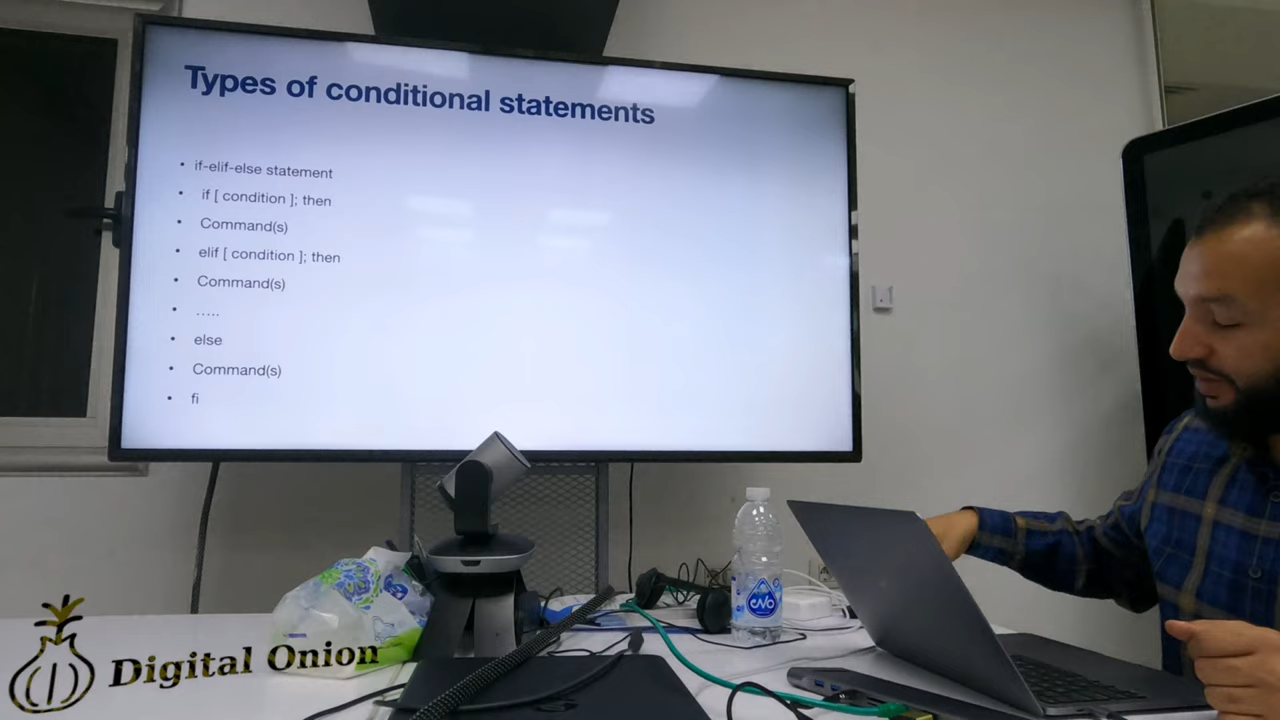 Types of conditional statements
• if-elif-else statement
• if [ condition ]; then
• Command(s)
• elif [ condition ]; then
• Command(s)
• .....
• else
• Command(s)
• fi
Digital Onion